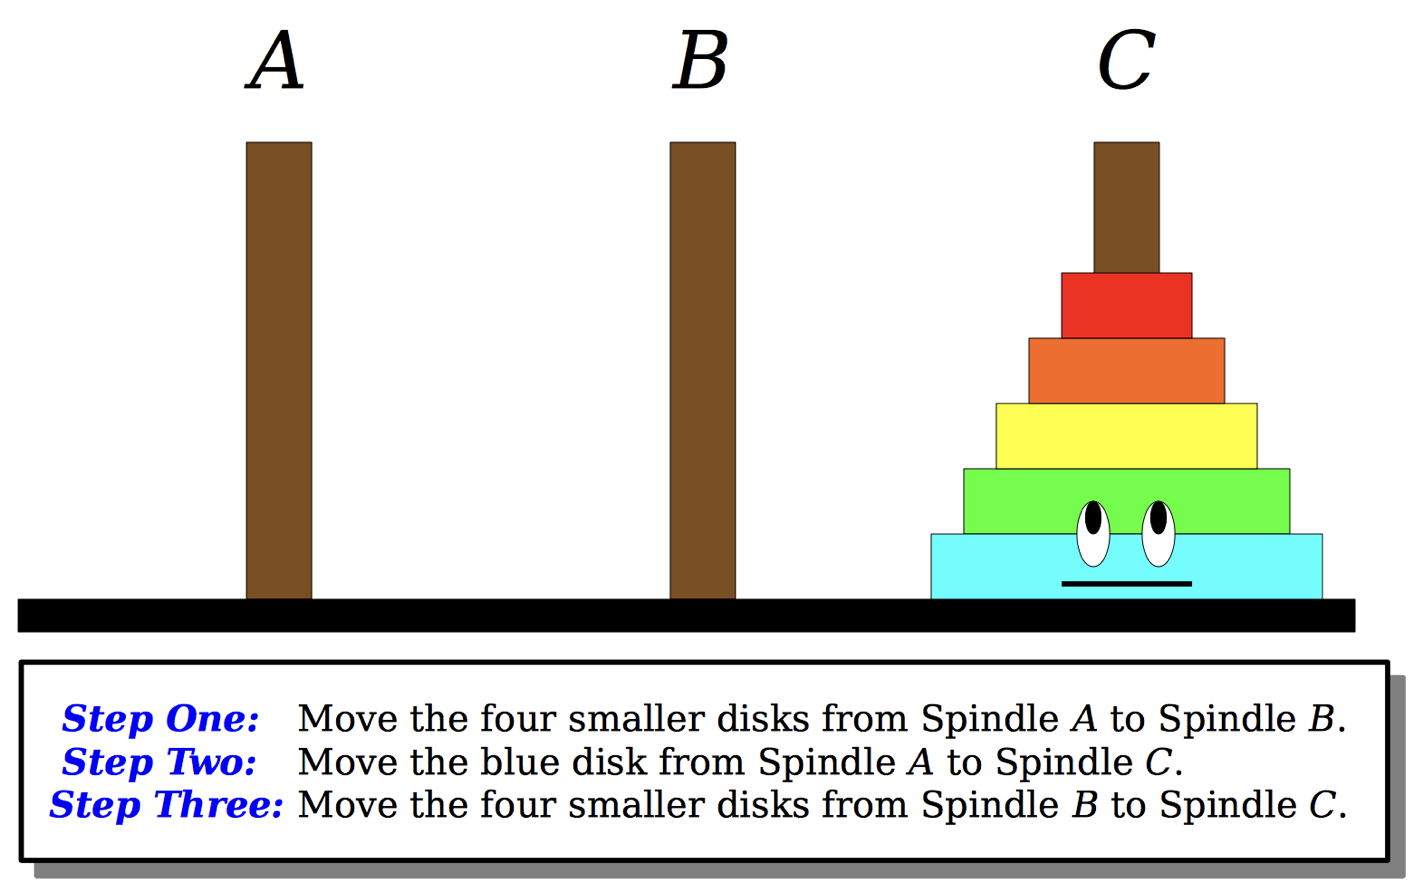 A B C
Step One: Move the four smaller disks from Spindle A to Spindle B.
Step Two: Move the blue disk from Spindle A to Spindle C.
Step Three: Move the four smaller disks from Spindle B to Spindle C.